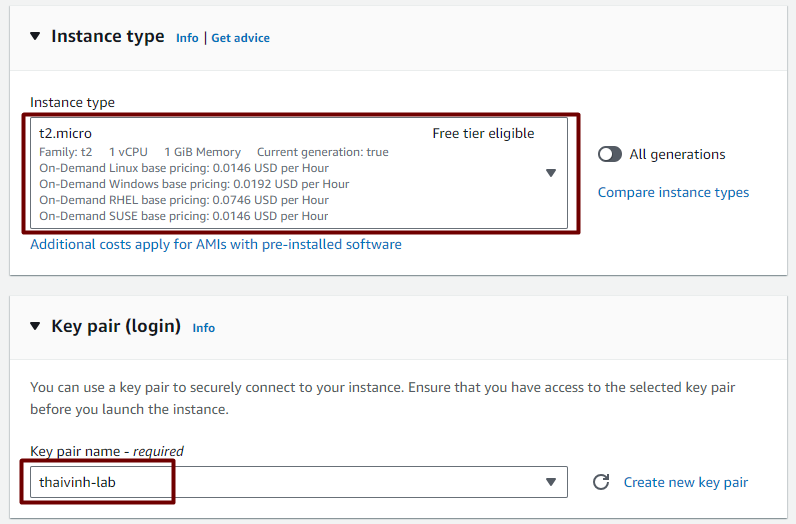 Instance type Info | Get advice
Instance type
t2.micro Free tier eligible
Family: t2 1 vCPU 1 GiB Memory Current generation: true
On-Demand Linux base pricing: 0.0146 USD per Hour
On-Demand Windows base pricing: 0.0192 USD per Hour
On-Demand RHEL base pricing: 0.0746 USD per Hour
On-Demand SUSE base pricing: 0.0146 USD per Hour
All generations
Compare instance types
Additional costs apply for AMIs with pre-installed software
Key pair (login) Info
You can use a key pair to securely connect to your instance. Ensure that you have access to the selected key pair
before you launch the instance.
Key pair name - required
thaivinh-lab
Create new key pair